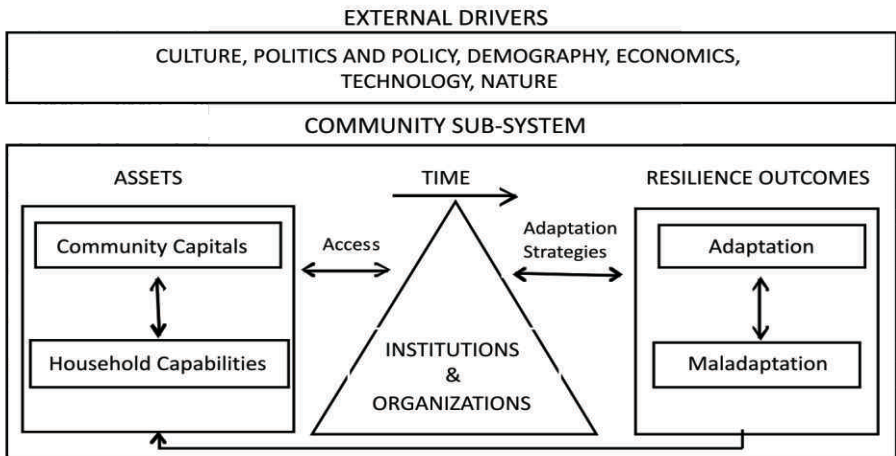 EXTERNAL DRIVERS
CULTURE, POLITICS AND POLICY, DEMOGRAPHY, ECONOMICS,
TECHNOLOGY, NATURE
COMMUNITY SUB-SYSTEM
ASSETS
Community Capitals
Household Capabilities
Access
TIME
INSTITUTIONS
&
ORGANIZATIONS
Adaptation
Strategies
RESILIENCE OUTCOMES
Adaptation
Maladaptation